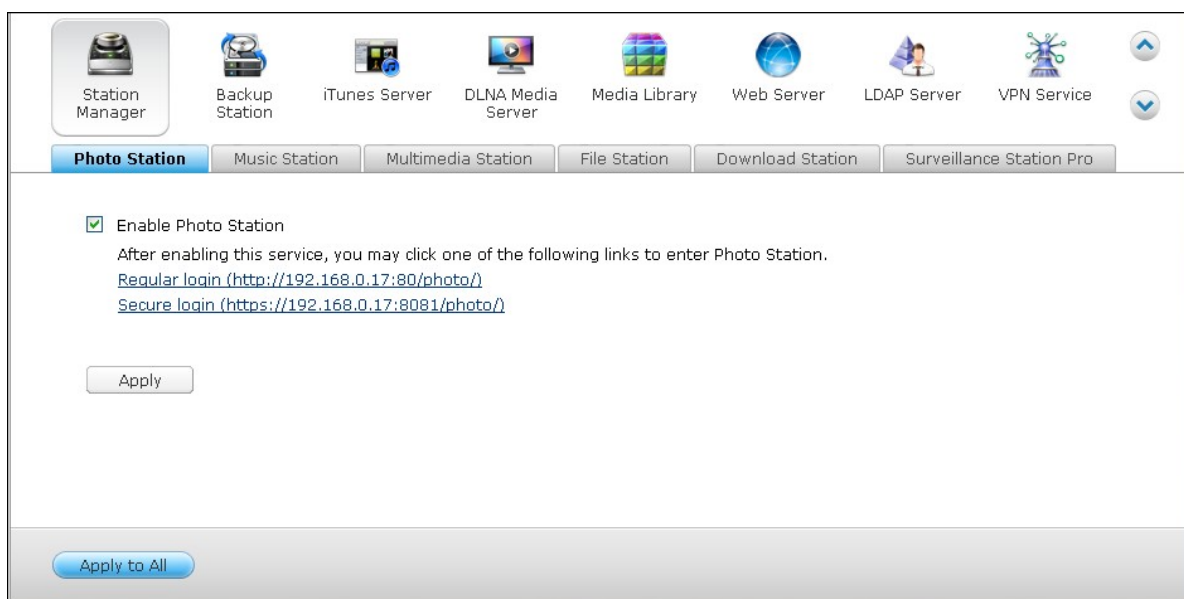 Station Manager
Backup Station
iTunes Server
DLNA Media Server
Media Library
Web Server
LDAP Server
VPN Service
Photo Station
Music Station
Multimedia Station
File Station
Download Station
Surveillance Station Pro
Enable Photo Station
After enabling this service, you may click one of the following links to enter Photo Station.
Regular login (http://192.168.0.17:80/photo/)
Secure login (https://192.168.0.17:8081/photo/)
Apply
Apply to All